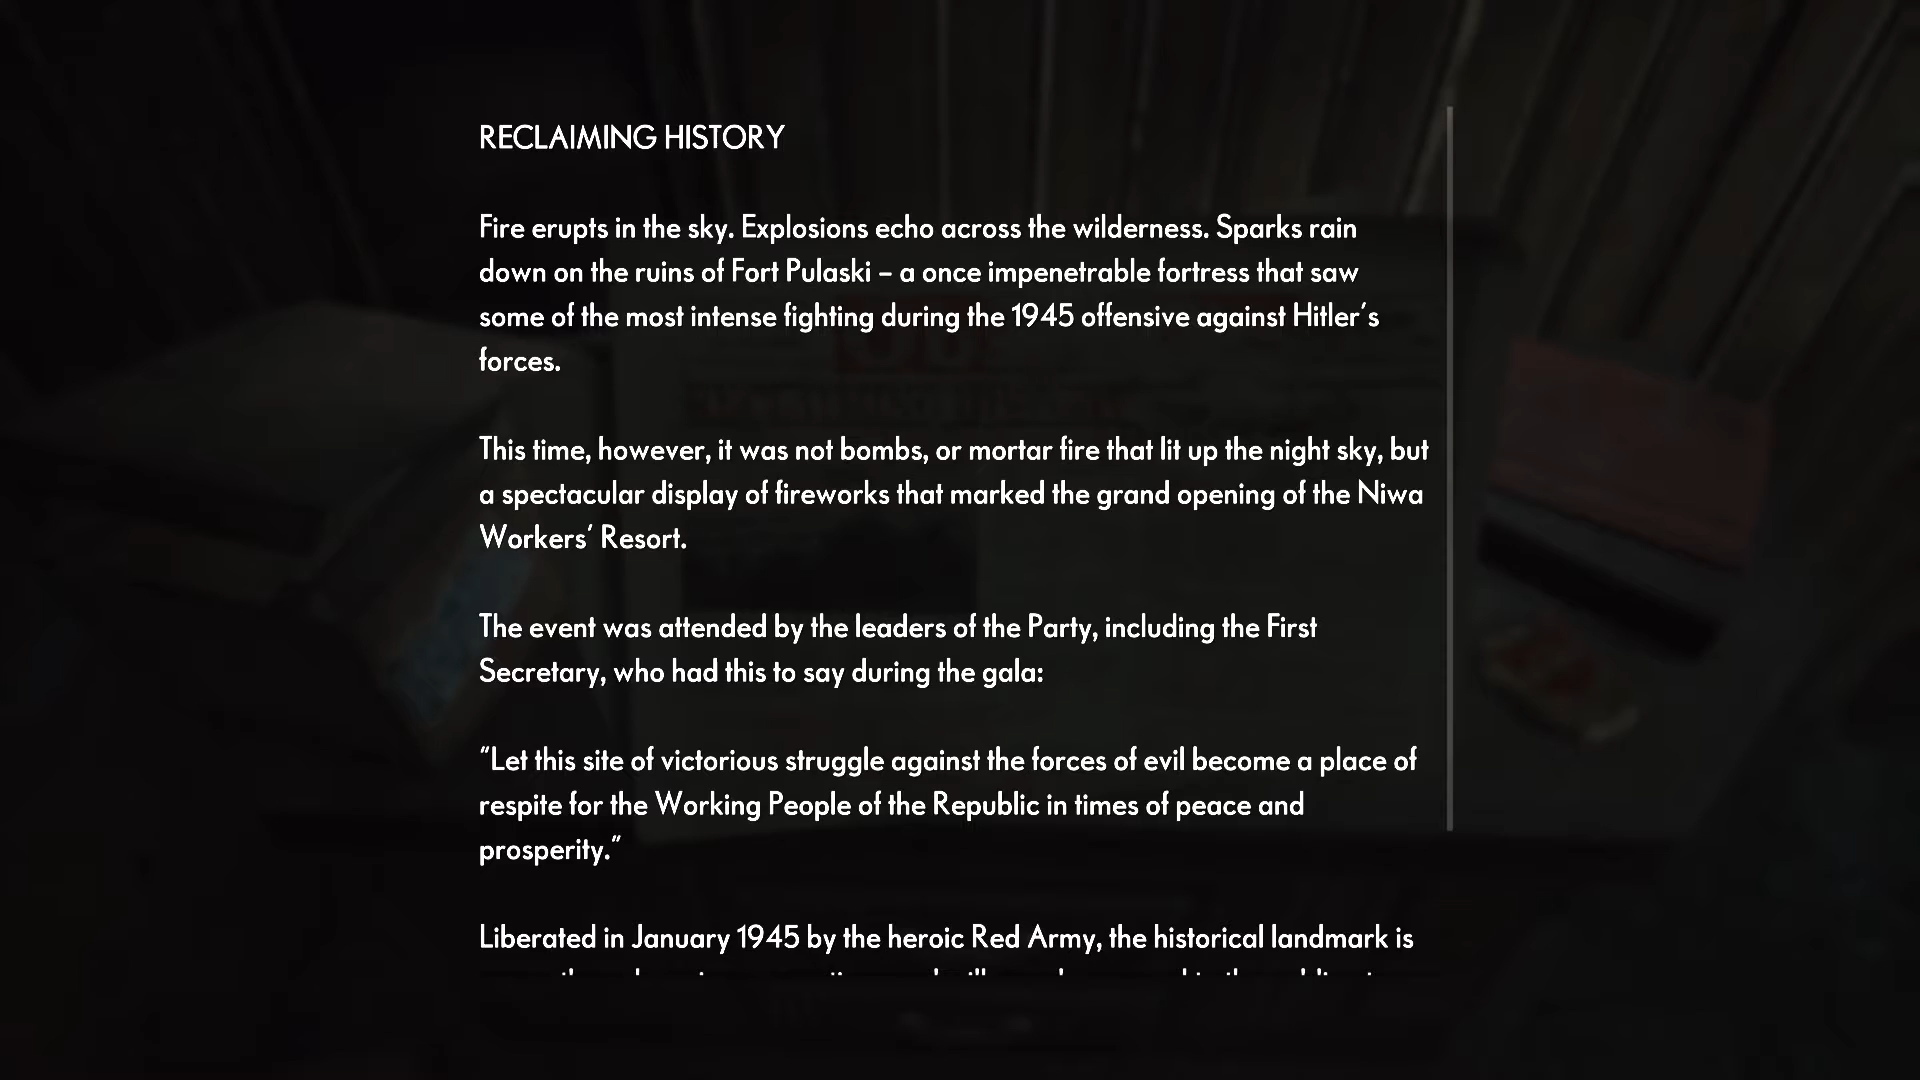 RECLAIMING HISTORY
Fire erupts in the sky. Explosions echo across the wilderness. Sparks rain
down on the ruins of Fort Pulaski – a once impenetrable fortress that saw
some of the most intense fighting during the 1945 offensive against Hitler's
forces.
This time, however, it was not bombs, or mortar fire that lit up the night sky, but
a spectacular display of fireworks that marked the grand opening of the Niwa
Workers' Resort.
The event was attended by the leaders of the Party, including the First
Secretary, who had this to say during the gala:
"Let this site of victorious struggle against the forces of evil become a place of
respite for the Working People of the Republic in times of peace and
prosperity."
Liberated in January 1945 by the heroic Red Army, the historical landmark is